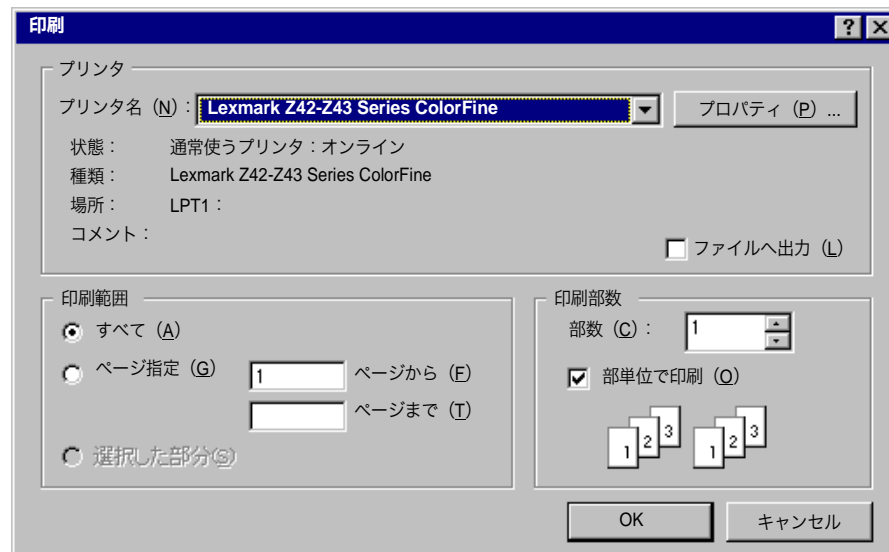 印刷
プリンタ
プリンタ名（N）： Lexmark Z42-Z43 Series ColorFine プロパティ（P）...
状態： 通常使うプリンタ：オンライン
種類： Lexmark Z42-Z43 Series ColorFine
場所： LPT1：
コメント：
ファイルへ出力（L）
印刷範囲
すべて（A）
ページ指定（G） 1 ページから（F）
ページまで（T）
選択した部分(S)
印刷部数
部数（C）： 1
部単位で印刷（O）
1 2 3 1 2 3
OK キャンセル